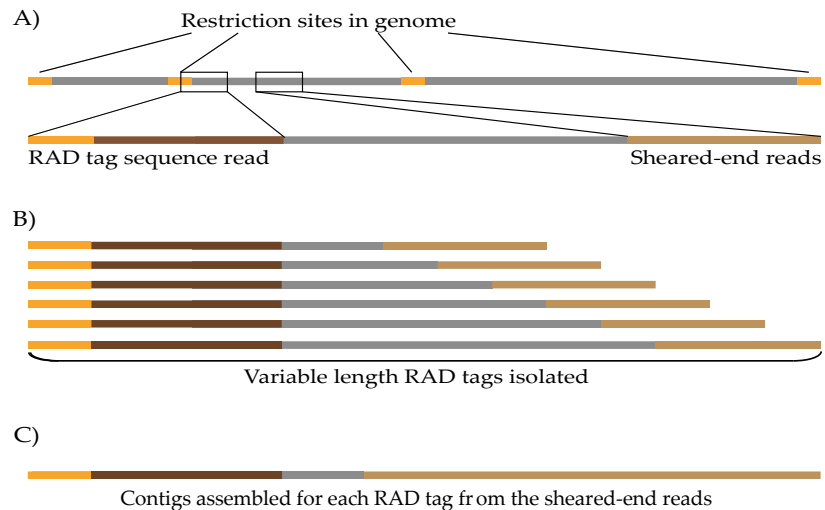 A)
Restriction sites in genome
RAD tag sequence read
Sheared-end reads
B)
Variable length RAD tags isolated
C)
Contigs assembled for each RAD tag fr om the sheared-end reads